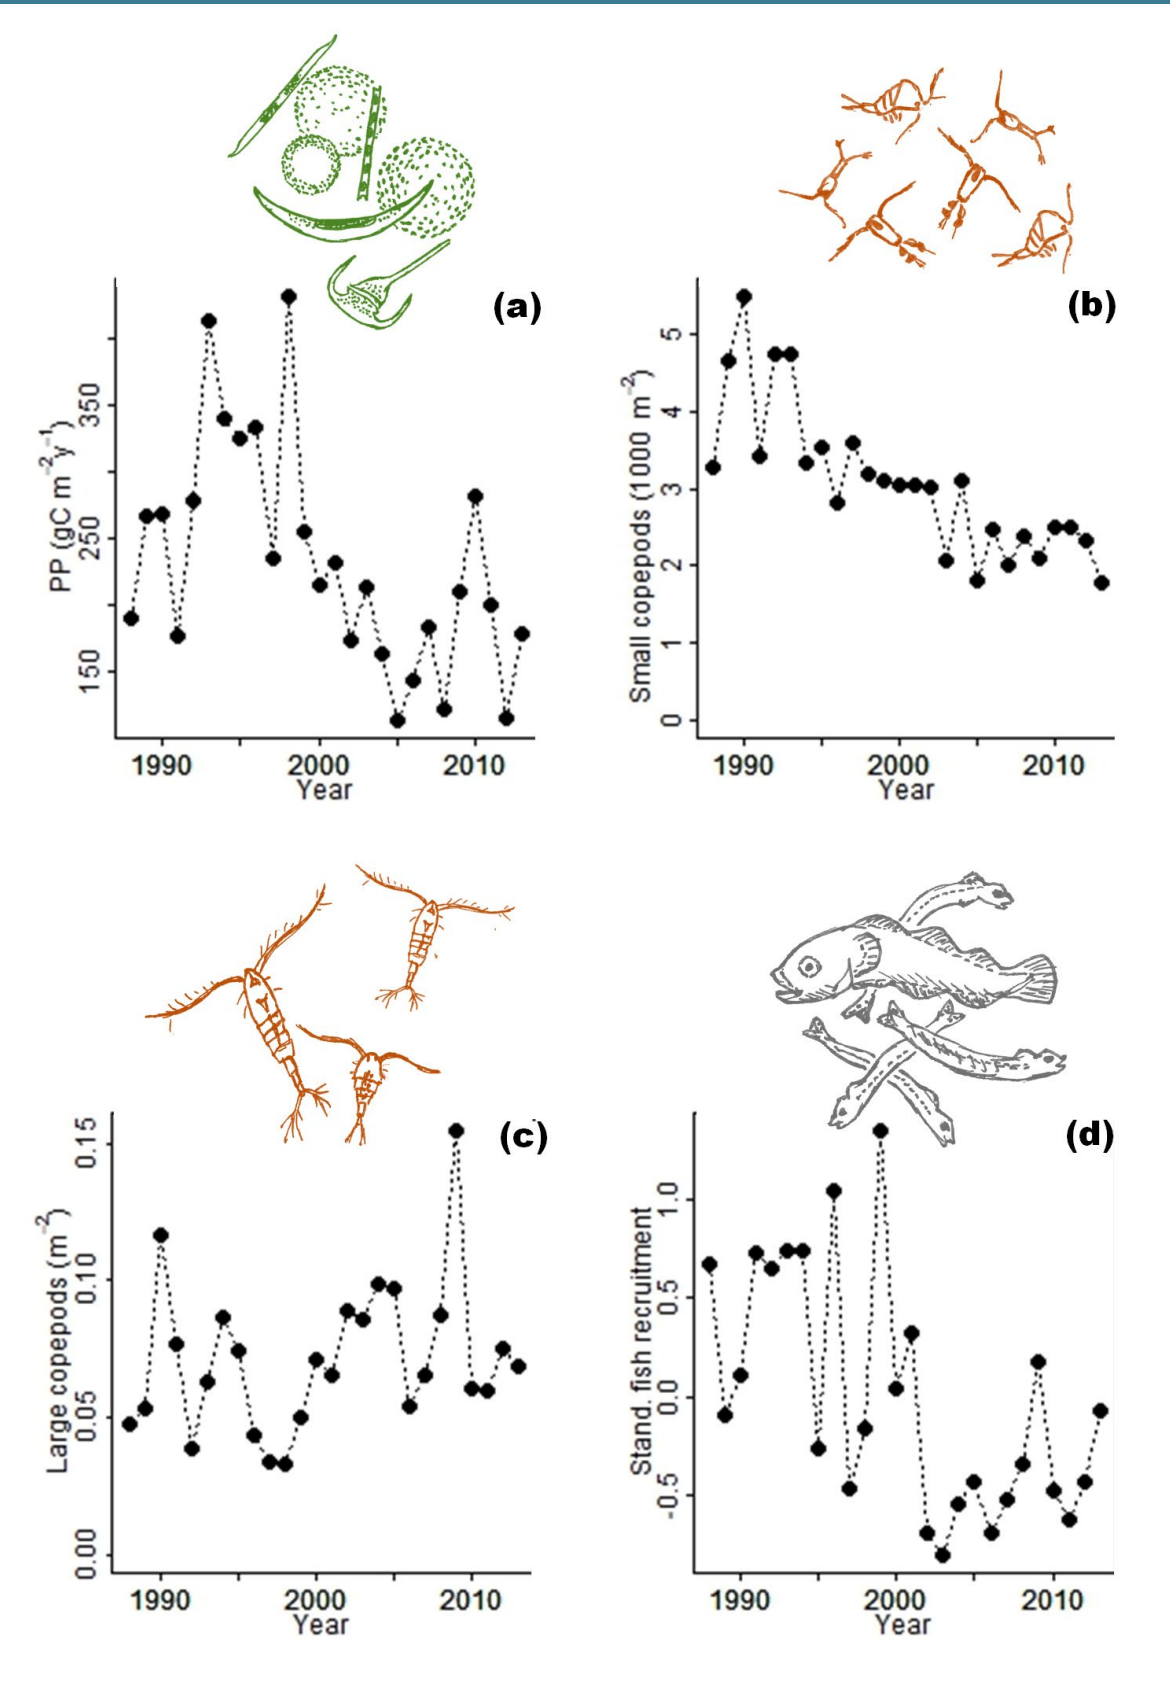 (a)
PP (gC m⁻²y⁻¹)
350
250
150
1990 2000 2010
Year
(b)
Small copepods (1000 m⁻²)
5
4
3
2
1
0
1990 2000 2010
Year
(c)
Large copepods (m⁻²)
0.15
0.10
0.05
0.00
1990 2000 2010
Year
(d)
Stand. fish recruitment
1.0
0.5
0.0
-0.5
1990 2000 2010
Year